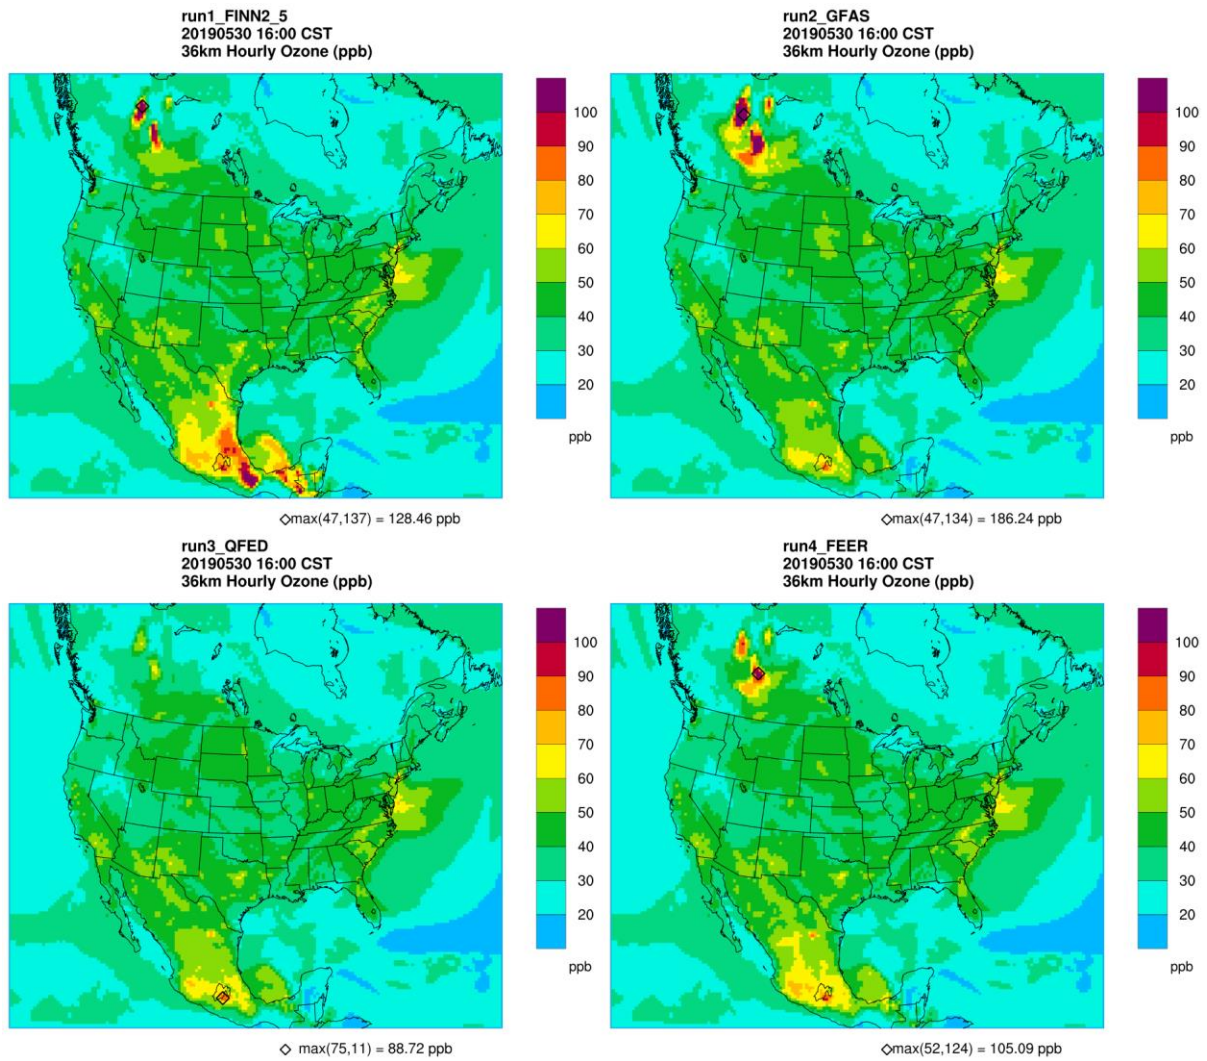 run1_FINN2_5
20190530 16:00 CST
36km Hourly Ozone (ppb)
100
90
80
70
60
50
40
30
20
ppb
max(47,137) = 128.46 ppb
run2_GFAS
20190530 16:00 CST
36km Hourly Ozone (ppb)
100
90
80
70
60
50
40
30
20
ppb
max(47,134) = 186.24 ppb
run3_QFED
20190530 16:00 CST
36km Hourly Ozone (ppb)
100
90
80
70
60
50
40
30
20
ppb
max(75,11) = 88.72 ppb
run4_FEER
20190530 16:00 CST
36km Hourly Ozone (ppb)
100
90
80
70
60
50
40
30
20
ppb
max(52,124) = 105.09 ppb